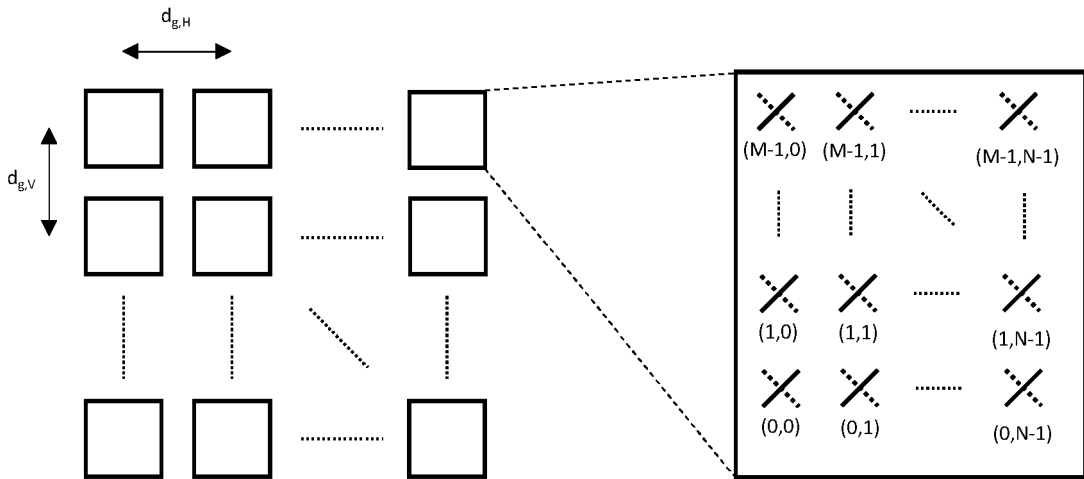 d_g,H
d_g,V
(M-1,0) (M-1,1) (M-1,N-1)
(1,0) (1,1) (1,N-1)
(0,0) (0,1) (0,N-1)